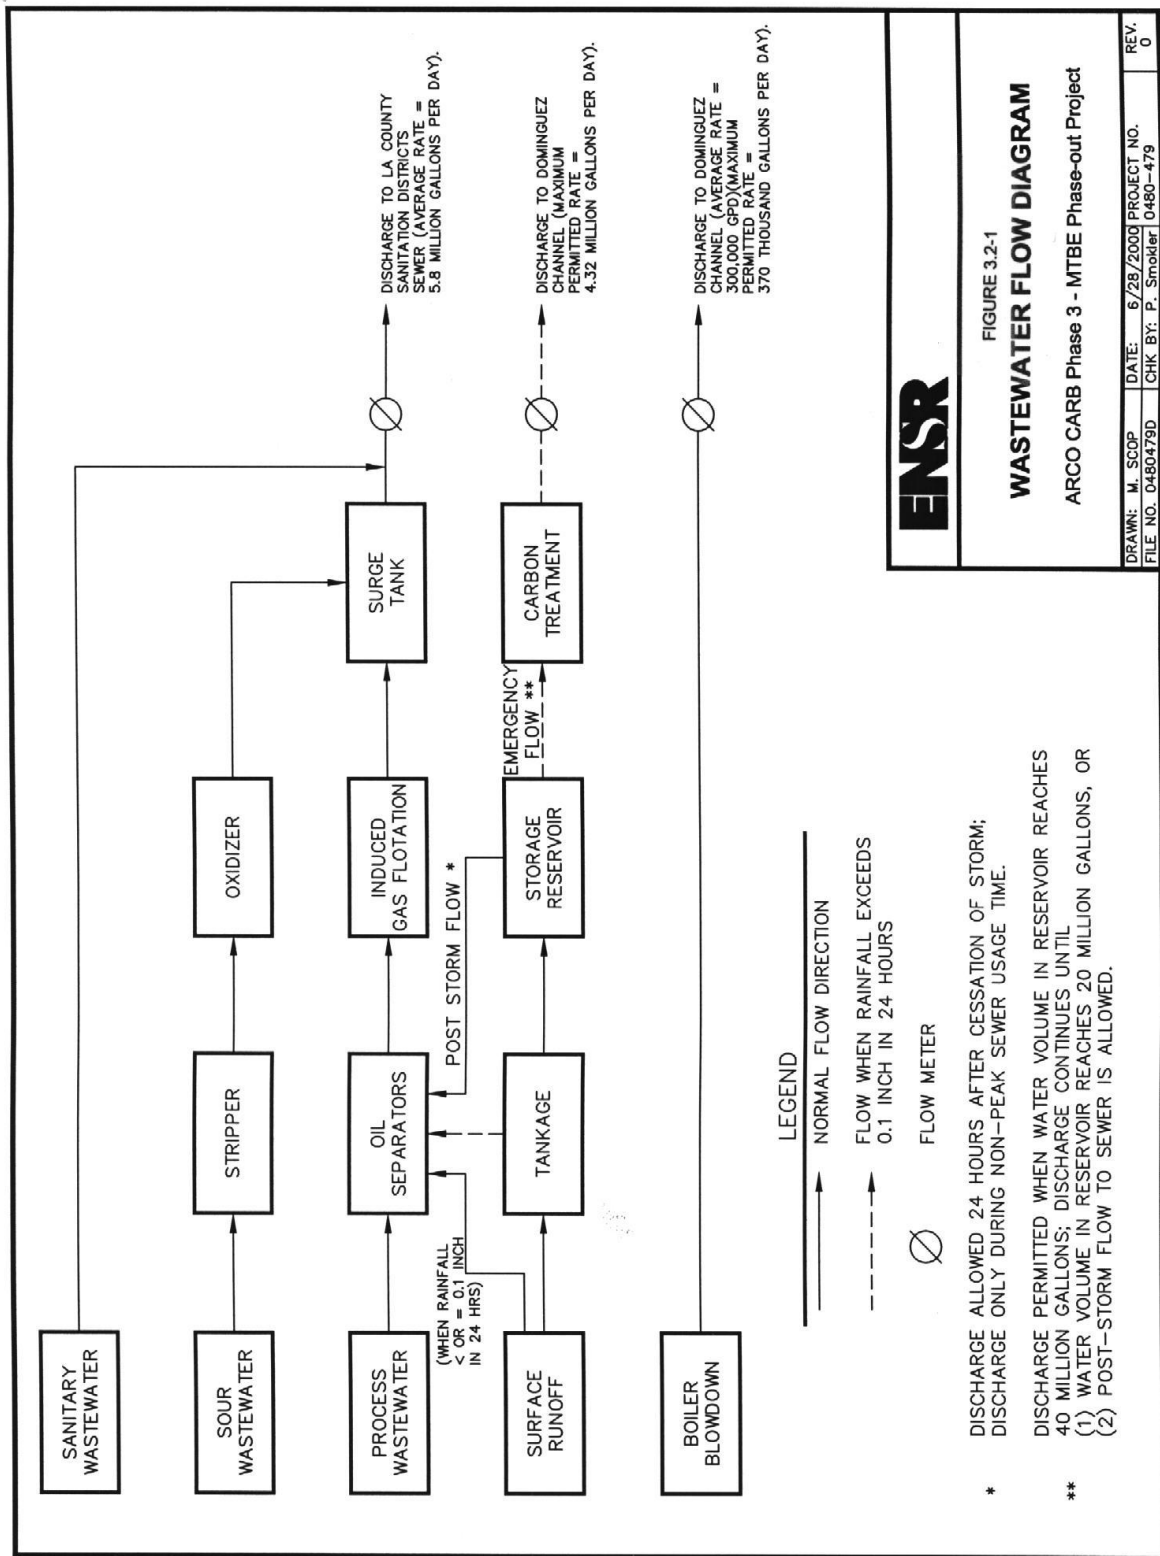 SANITARY
WASTEWATER
SOUR
WASTEWATER
STRIPPER
OXIDIZER
PROCESS
WASTEWATER
OIL
SEPARATORS
INDUCED
GAS FLOTATION
SURGE
TANK
DISCHARGE TO LA COUNTY
SANITATION DISTRICTS
SEWER (AVERAGE RATE =
5.8 MILLION GALLONS PER DAY).
(WHEN RAINFALL
< OR = 0.1 INCH
IN 24 HRS)
POST STORM FLOW *
SURFACE
RUNOFF
TANKAGE
STORAGE
RESERVOIR
EMERGENCY
FLOW **
CARBON
TREATMENT
DISCHARGE TO DOMINGUEZ
CHANNEL (MAXIMUM
PERMITTED RATE =
4.32 MILLION GALLONS PER DAY).
BOILER
BLOWDOWN
DISCHARGE TO DOMINGUEZ
CHANNEL (AVERAGE RATE =
300,000 GPD)(MAXIMUM
PERMITTED RATE =
370 THOUSAND GALLONS PER DAY).
LEGEND
NORMAL FLOW DIRECTION
FLOW WHEN RAINFALL EXCEEDS
0.1 INCH IN 24 HOURS
FLOW METER
* DISCHARGE ALLOWED 24 HOURS AFTER CESSATION OF STORM;
DISCHARGE ONLY DURING NON-PEAK SEWER USAGE TIME.
** DISCHARGE PERMITTED WHEN WATER VOLUME IN RESERVOIR REACHES
40 MILLION GALLONS; DISCHARGE CONTINUES UNTIL
(1) WATER VOLUME IN RESERVOIR REACHES 20 MILLION GALLONS, OR
(2) POST-STORM FLOW TO SEWER IS ALLOWED.
ENSR
FIGURE 3.2-1
WASTEWATER FLOW DIAGRAM
ARCO CARB Phase 3 - MTBE Phase-out Project
DRAWN: M. SCOP DATE: 6/28/2000 PROJECT NO. REV.
FILE NO. 0480479D CHK BY: P. Smokler 0480-479 0